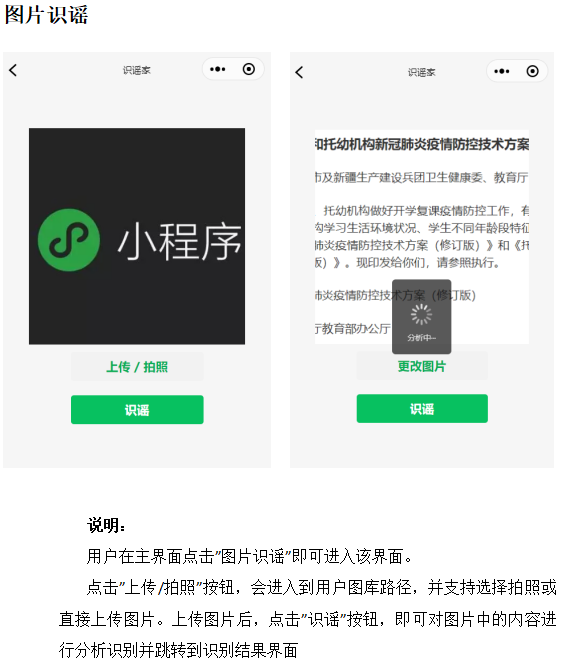 图片识谣
识谣家
小程序
上传 / 拍照
识谣
识谣家
和托幼机构新冠肺炎疫情防控技术方案
市及新疆生产建设兵团卫生健康委、教育厅
托幼机构做好开学复课疫情防控工作，有
构学习生活环境状况、学生不同年龄段特征
肺炎疫情防控技术方案（修订版）》和《托
版）》。现印发给你们，请参照执行。
肺炎疫情防控技术方案（修订版）
厅教育部办公厅
分析中~
更改图片
识谣
说明：
用户在主界面点击"图片识谣"即可进入该界面。
点击"上传/拍照"按钮，会进入到用户图库路径，并支持选择拍照或
直接上传图片。上传图片后，点击"识谣"按钮，即可对图片中的内容进
行分析识别并跳转到识别结果界面